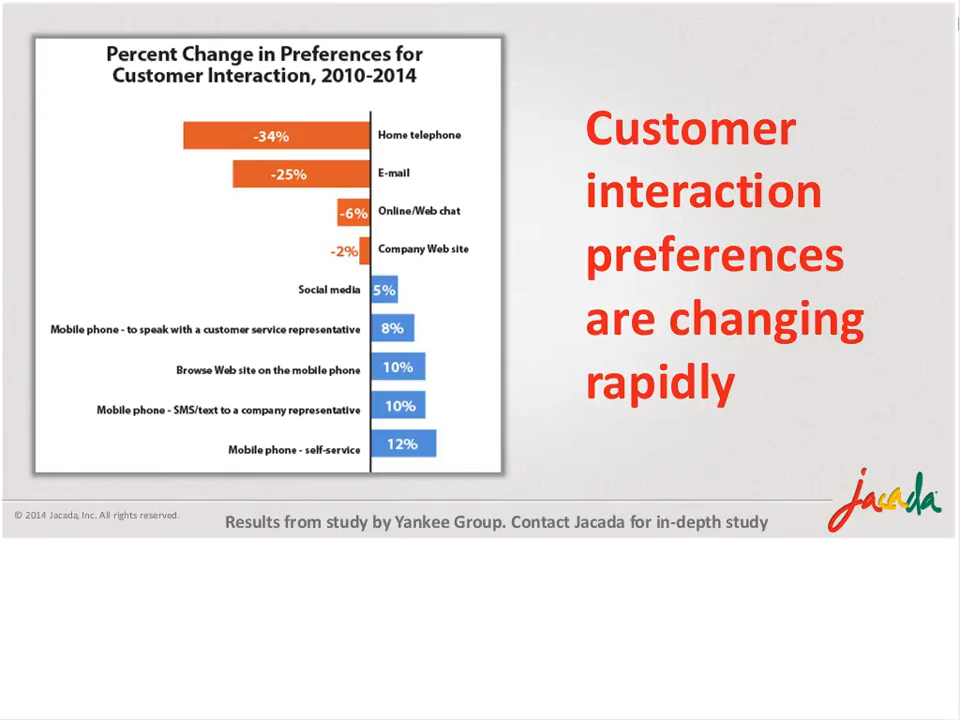 Percent Change in Preferences for
Customer Interaction, 2010-2014
-34% Home telephone
-25% E-mail
-6% Online/Web chat
-2% Company Web site
Social media 5%
Mobile phone - to speak with a customer service representative 8%
Browse Web site on the mobile phone 10%
Mobile phone - SMS/text to a company representative 10%
Mobile phone - self-service 12%
Customer
interaction
preferences
are changing
rapidly
© 2014 Jacada, Inc. All rights reserved.
Results from study by Yankee Group. Contact Jacada for in-depth study
jacada